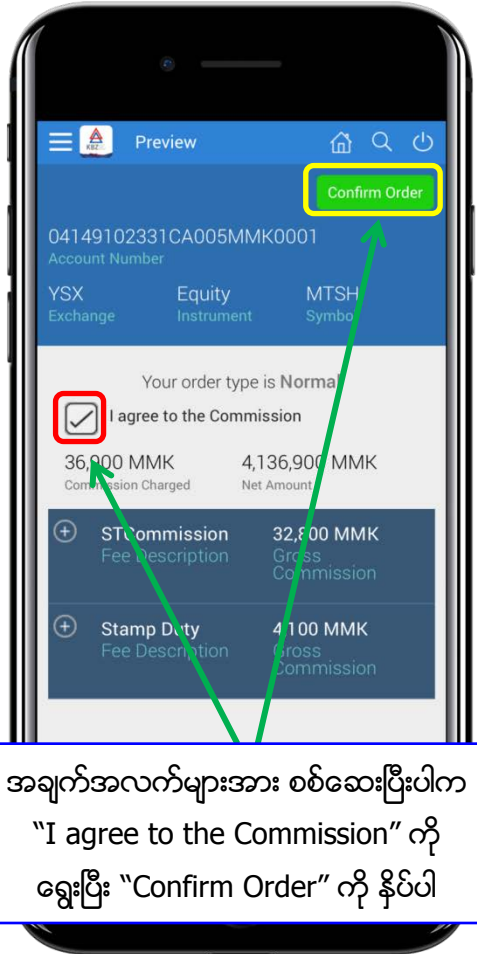 KBZ
Preview
Confirm Order
04149102331CA005MMK0001
Account Number
YSX Equity MTSH
Exchange Instrument Symbol
Your order type is Normal
I agree to the Commission
36,900 MMK 4,136,900 MMK
Commission Charged Net Amount
STCommission 32,800 MMK
Fee Description Gross
Commission
Stamp Duty 4,100 MMK
Fee Description Gross
Commission
အချက်အလက်များအား စစ်ဆေးပြီးပါက
“I agree to the Commission” ကို
ရွေးပြီး “Confirm Order” ကို နှိပ်ပါ